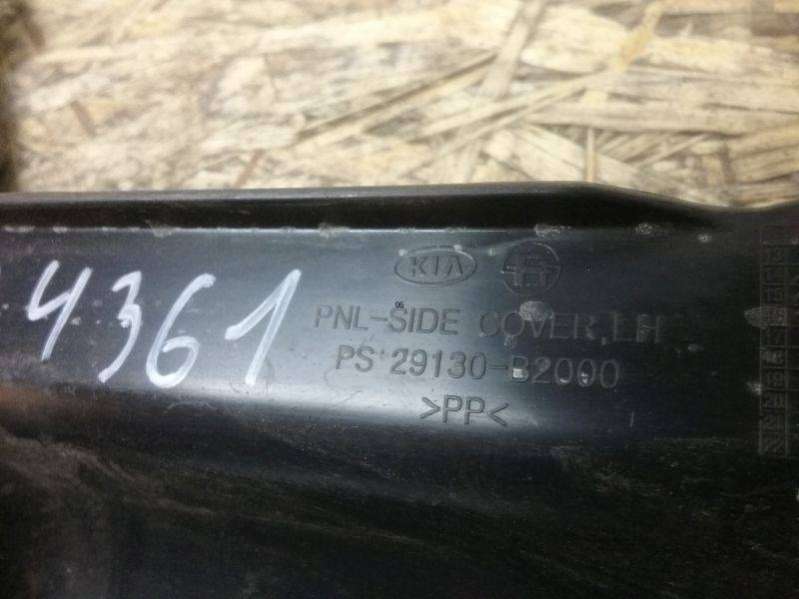 KIA
4361
PNL-SIDE COVER,LH
PS 29130-B2000
>PP<